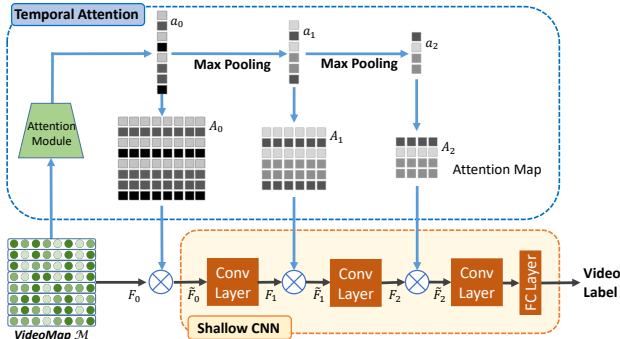 Temporal Attention
a₀
a₁
a₂
Max Pooling
Max Pooling
Attention
Module
A₀
A₁
A₂
Attention Map
F₀
F̃₀
Conv
Layer
F₁
F̃₁
Conv
Layer
F₂
F̃₂
Conv
Layer
FC Layer
Video
Label
VideoMap ℳ
Shallow CNN